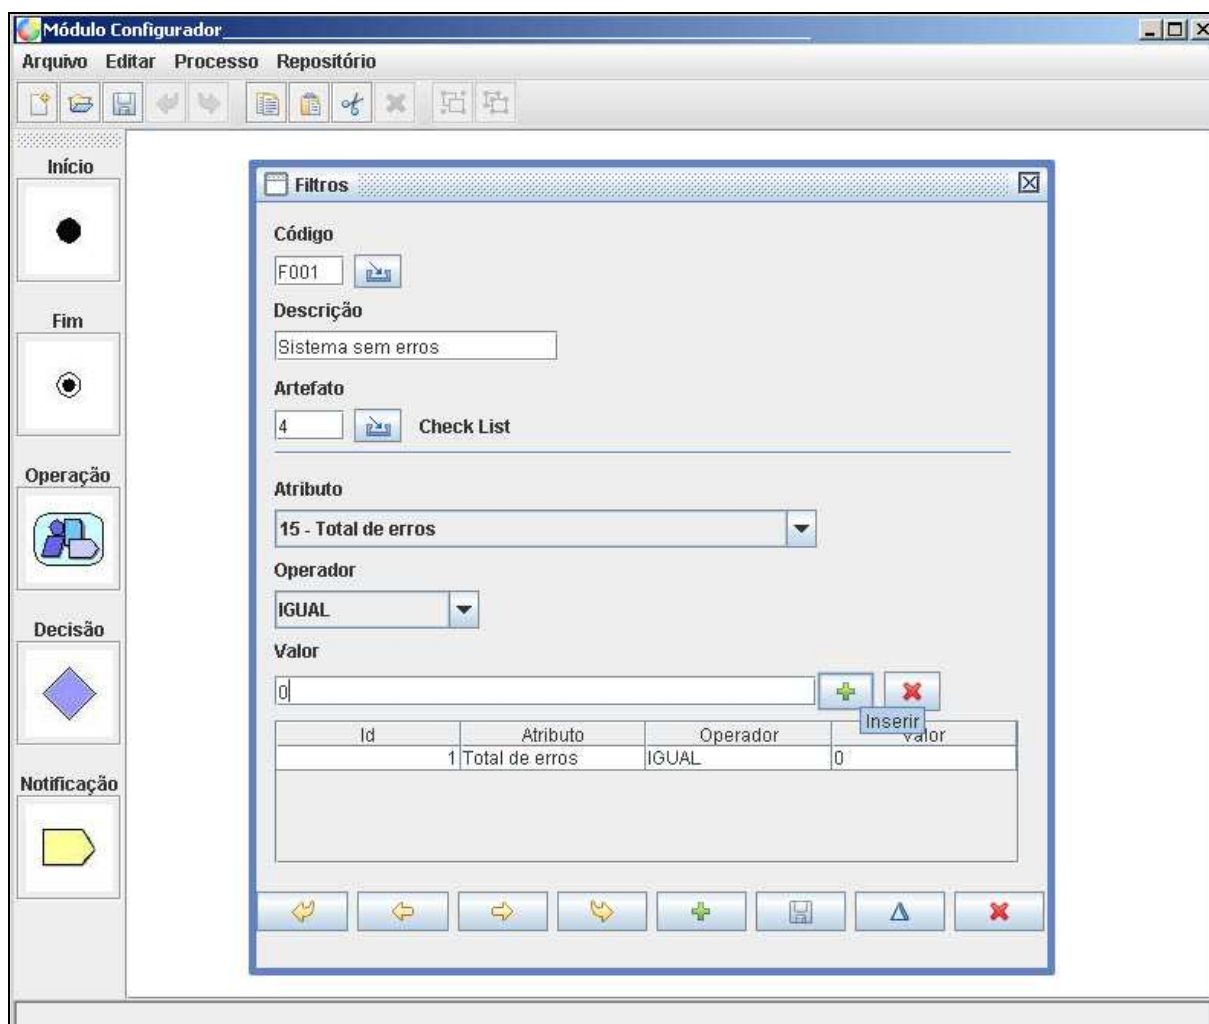 Módulo Configurador
Arquivo Editar Processo Repositório
Início
Fim
Operação
Decisão
Notificação
Filtros
Código
F001
Descrição
Sistema sem erros
Artefato
4 Check List
Atributo
15 - Total de erros
Operador
IGUAL
Valor
0
Inserir
Id Atributo Operador Valor
1 Total de erros IGUAL 0